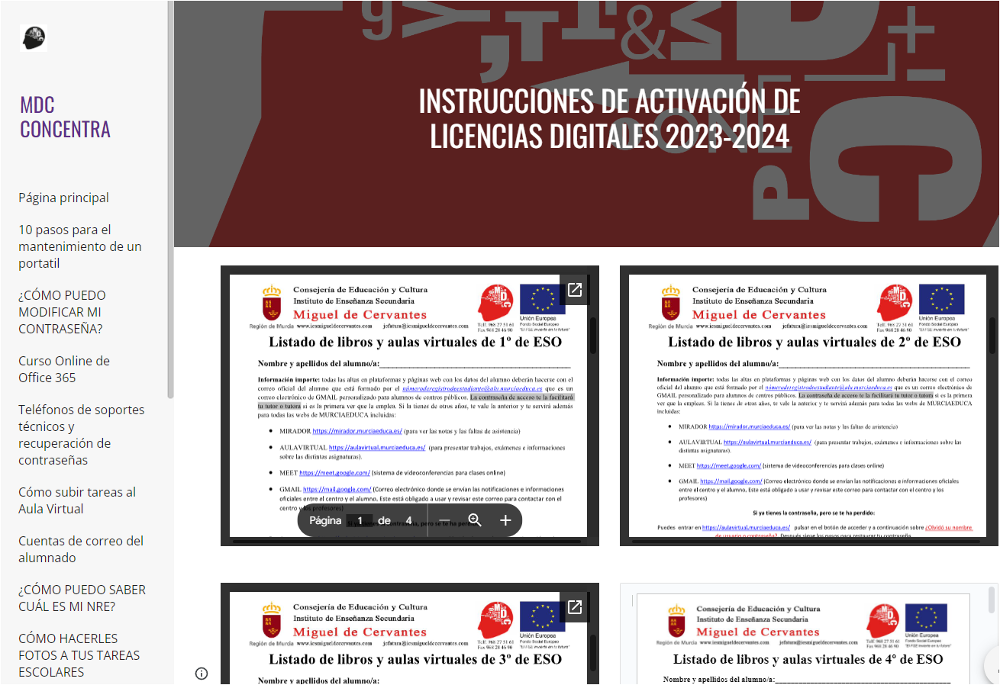 MDC
CONCENTRA
Página principal
10 pasos para el
mantenimiento de un
portatil
¿CÓMO PUEDO
MODIFICAR MI
CONTRASEÑA?
Curso Online de
Office 365
Teléfonos de soportes
técnicos y
recuperación de
contraseñas
Cómo subir tareas al
Aula Virtual
Cuentas de correo del
alumnado
¿CÓMO PUEDO SABER
CUÁL ES MI NRE?
CÓMO HACERLES
FOTOS A TUS TAREAS
ESCOLARES
INSTRUCCIONES DE ACTIVACIÓN DE
LICENCIAS DIGITALES 2023-2024
Consejería de Educación y Cultura
Instituto de Enseñanza Secundaria
Miguel de Cervantes
Unión Europea
Fondo Social Europeo
"El FSE invierte en tu futuro"
Región de Murcia www.iesmigueldecervantes.com jefatura@iesmigueldecervantes.com
Telf. 968 27 51 61
Fax 968 28 46 90
Listado de libros y aulas virtuales de 1º de ESO
Nombre y apellidos del alumno/a:
Información importe: todas las altas en plataformas y páginas web con los datos del alumno deberán hacerse con el
correo oficial del alumno que está formado por el númeroderegistrodeestudiante@alu.murciaeduca.es que es un
correo electrónico de GMAIL personalizado para alumnos de centros públicos. La contraseña de acceso te la facilitará
tu tutor o tutora si es la primera ver que la emplea. Si la tienes de otros años, te vale la anterior y te servirá además
para todas las webs de MURCIAEDUCA incluidas:
• MIRADOR https://mirador.murciaeduca.es/ (para ver las notas y las faltas de asistencia)
• AULAVIRTUAL https://aulavirtual.murciaeduca.es/ (para presentar trabajos, exámenes e informaciones
sobre las distintas asignaturas).
• MEET https://meet.google.com/ (sistema de videoconferencias para clases online)
• GMAIL https://mail.google.com/ (Correo electrónico donde se envían las notificaciones e informaciones
oficiales entre el centro y el alumno. Este está obligado a usar y revisar este correo para contactar con el
centro y los profesores)
Si ya tienes la contraseña, pero se te ha perdido:
Página 1 de 4
Consejería de Educación y Cultura
Instituto de Enseñanza Secundaria
Miguel de Cervantes
Unión Europea
Fondo Social Europeo
"El FSE invierte en tu futuro"
Región de Murcia www.iesmigueldecervantes.com jefatura@iesmigueldecervantes.com
Telf. 968 27 51 61
Fax 968 28 46 90
Listado de libros y aulas virtuales de 2º de ESO
Nombre y apellidos del alumno/a:
Información importe: todas las altas en plataformas y páginas web con los datos del alumno deberán hacerse con el correo
oficial del alumno que está formado por el númeroderegistrodeestudiante@alu.murciaeduca.es que es un correo electrónico de
GMAIL personalizado para alumnos de centros públicos. La contraseña de acceso te la facilitará tu tutor o tutora si es la primera
ver que la empleas. Si la tienes de otros años, te vale la anterior y te servirá además para todas las webs de MURCIAEDUCA
incluidas:
• MIRADOR https://mirador.murciaeduca.es/ (para ver las notas y las faltas de asistencia)
• AULAVIRTUAL https://aulavirtual.murciaeduca.es/ (para presentar trabajos, exámenes e informaciones sobre las
distintas asignaturas).
• MEET https://meet.google.com/ (sistema de videoconferencias para clases online)
• GMAIL https://mail.google.com/ (Correo electrónico donde se envían las notificaciones e informaciones oficiales
entre el centro y el alumno. Este está obligado a usar y revisar este correo para contactar con el centro y los
profesores)
Si ya tienes la contraseña, pero se te ha perdido:
Puedes entrar en https://aulavirtual.murciaeduca.es/ pulsar en el botón de acceder y a continuación sobre ¿Olvidó su nombre
de usuario o contraseña?. Después sigue los pasos para restaurar tu contraseña.
Consejería de Educación y Cultura
Instituto de Enseñanza Secundaria
Miguel de Cervantes
Unión Europea
Fondo Social Europeo
"El FSE invierte en tu futuro"
Región de Murcia www.iesmigueldecervantes.com jefatura@iesmigueldecervantes.com
Telf. 968 27 51 61
Fax 968 28 46 90
Listado de libros y aulas virtuales de 3º de ESO
Nombre y apellidos del alumno/a:
Consejería de Educación y Cultura
Instituto de Enseñanza Secundaria
Miguel de Cervantes
Unión Europea
Fondo Social Europeo
"El FSE invierte en tu futuro"
Región de Murcia www.iesmigueldecervantes.com jefatura@iesmigueldecervantes.com
Telf. 968 27 51 61
Fax 968 28 46 90
Listado de libros y aulas virtuales de 4º de ESO
Nombre y apellidos del alumno/a: